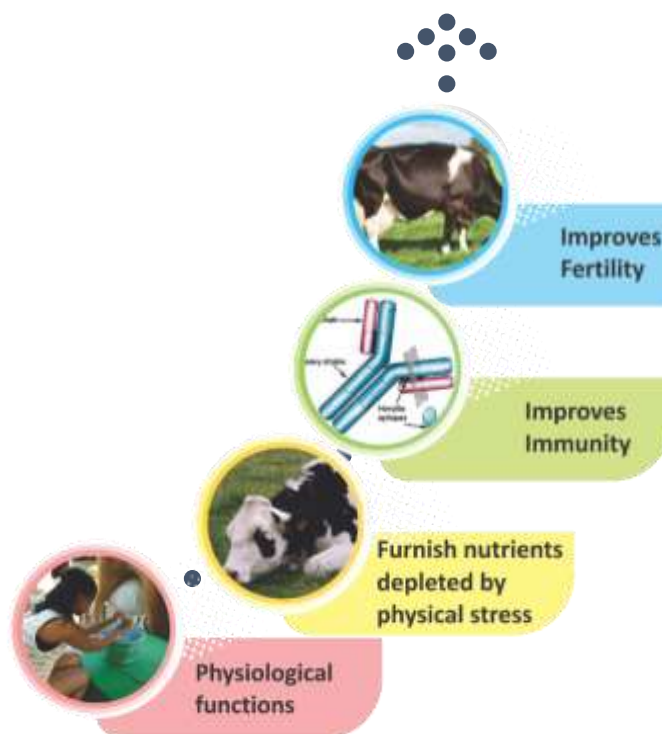 Improves
Fertility
Improves
Immunity
Furnish nutrients
depleted by
physical stress
Physiological
functions